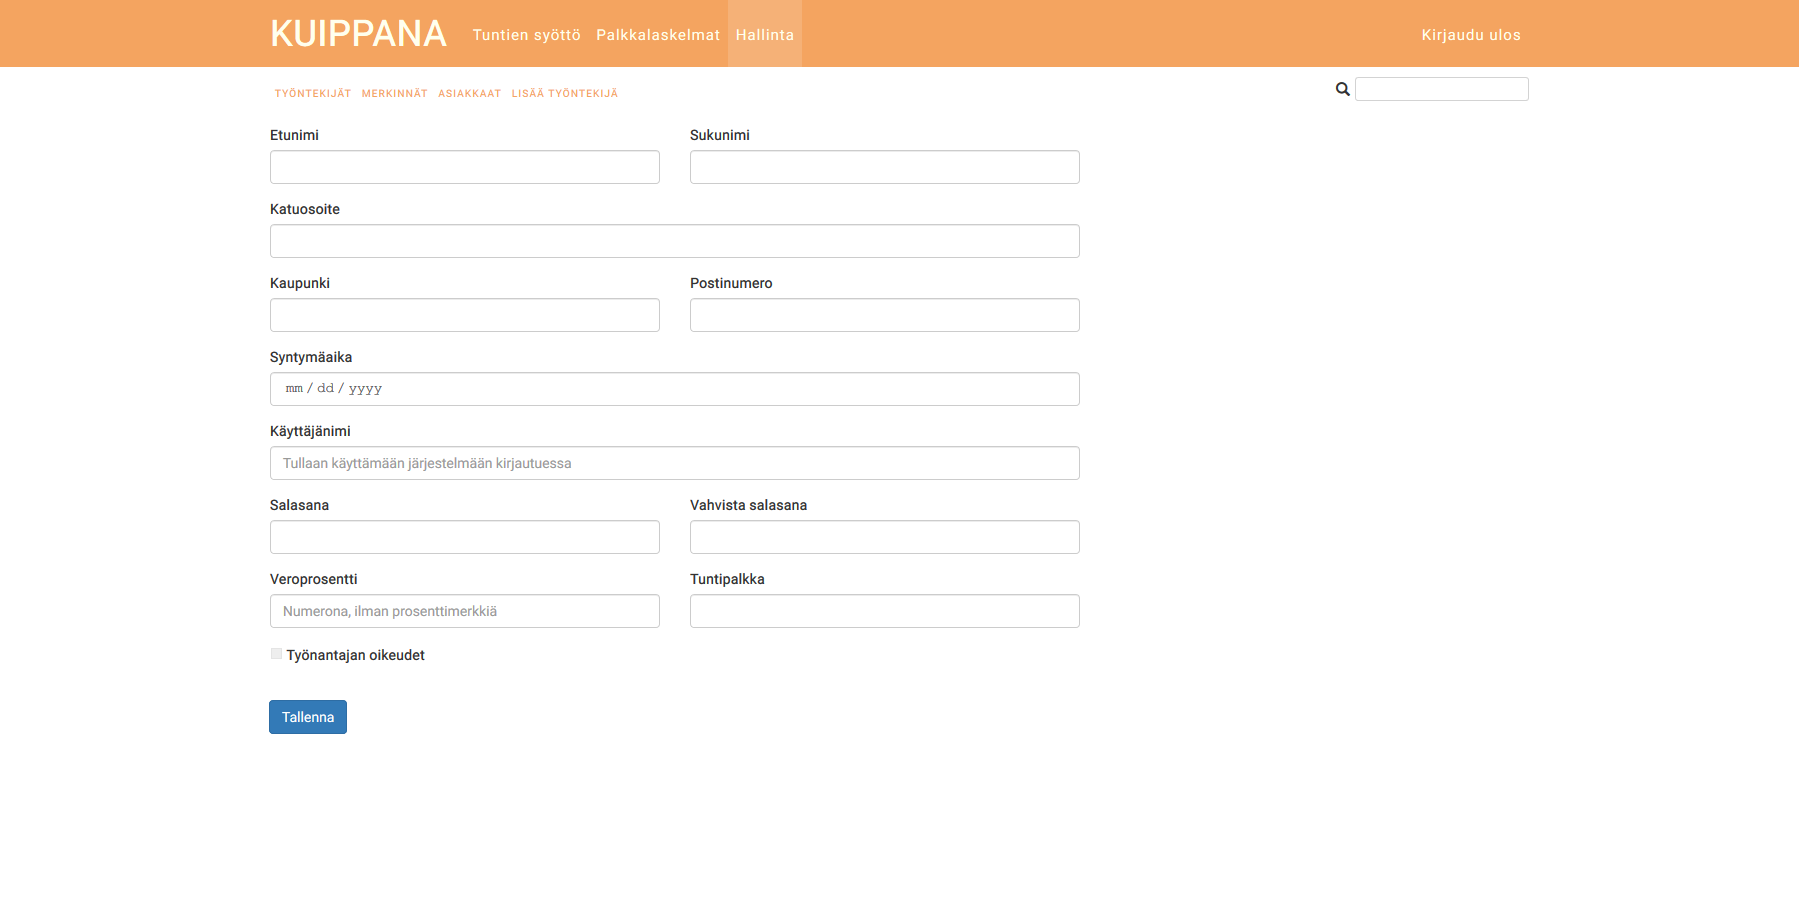 KUIPPANA Tuntien syöttö Palkkalaskelmat Hallinta Kirjaudu ulos
TYÖNTEKIJÄT MERKINNÄT ASIAKKAAT LISÄÄ TYÖNTEKIJÄ
Etunimi Sukunimi
Katuosoite
Kaupunki Postinumero
Syntymäaika
mm / dd / yyyy
Käyttäjänimi
Tullaan käyttämään järjestelmään kirjautuessa
Salasana Vahvista salasana
Veroprosentti Tuntipalkka
Numerona, ilman prosenttimerkkiä
Työnantajan oikeudet
Tallenna